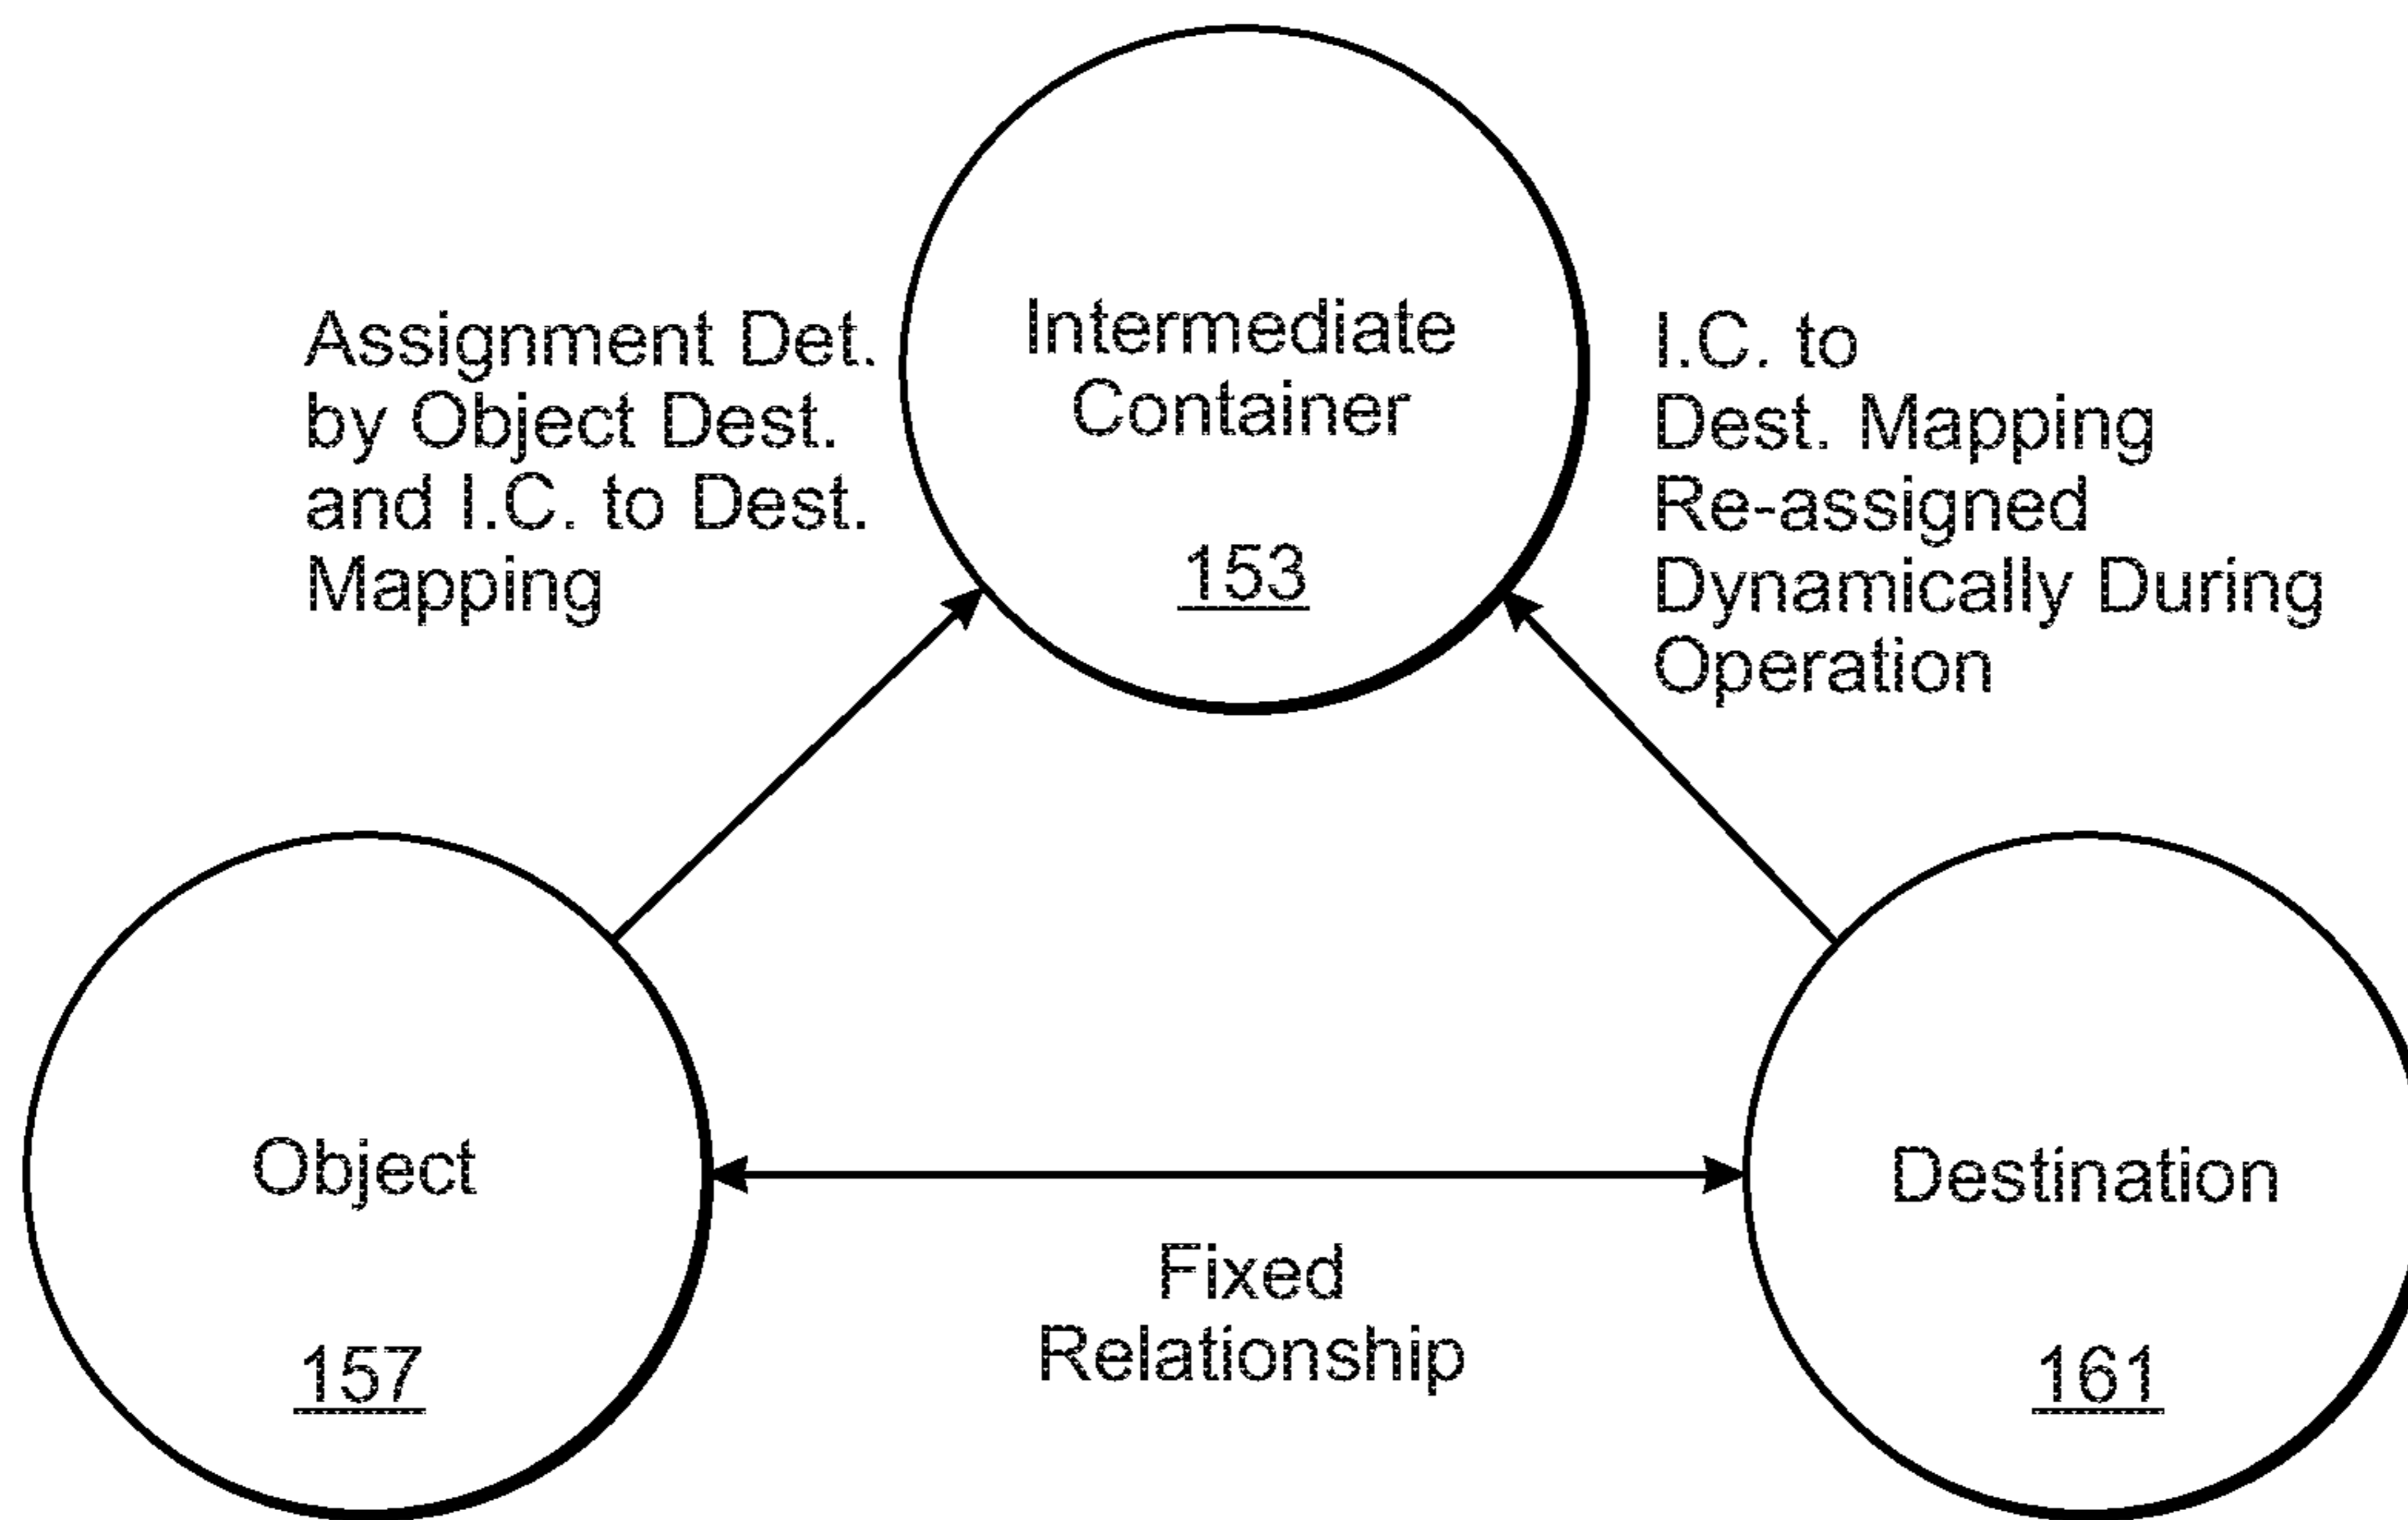 Assignment Det.
by Object Dest.
and I.C. to Dest.
Mapping
Intermediate
Container
153
I.C. to
Dest. Mapping
Re-assigned
Dynamically During
Operation
Object
157
Fixed
Relationship
Destination
161